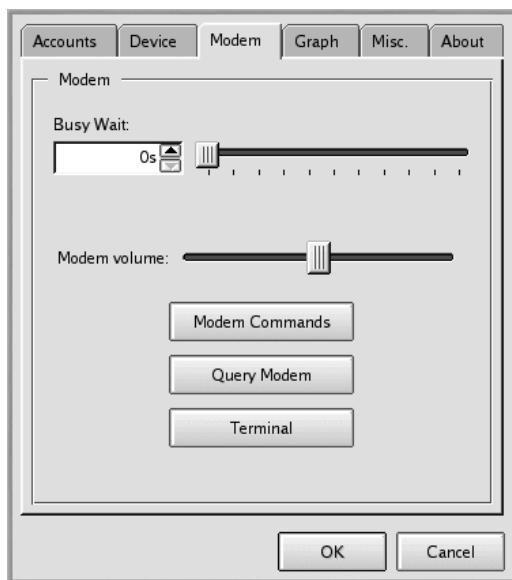 Accounts Device Modem Graph Misc. About
Modem
Busy Wait:
0s
Modem volume:
Modem Commands
Query Modem
Terminal
OK Cancel